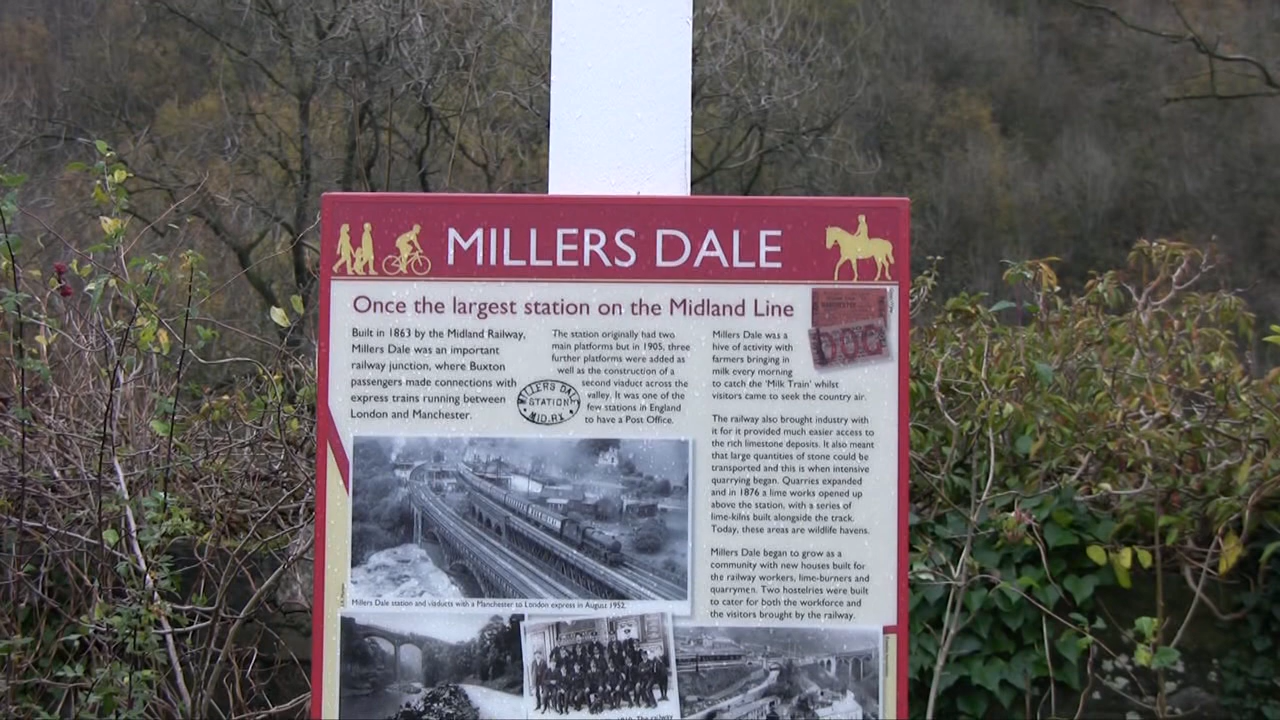 MILLERS DALE
Once the largest station on the Midland Line
Built in 1863 by the Midland Railway,
Millers Dale was an important
railway junction, where Buxton
passengers made connections with
express trains running between
London and Manchester.
The station originally had two
main platforms but in 1905, three
further platforms were added as
well as the construction of a
second viaduct across the
valley. It was one of the
few stations in England
to have a Post Office.
MILLERS DALE
STATION
MID. RY.
Millers Dale was a
hive of activity with
farmers bringing in
milk every morning
to catch the 'Milk Train' whilst
visitors came to seek the country air.
The railway also brought industry with
it for it provided much easier access to
the rich limestone deposits. It also meant
that large quantities of stone could be
transported and this is when intensive
quarrying began. Quarries expanded
and in 1876 a lime works opened up
above the station, with a series of
lime-kilns built alongside the track.
Today, these areas are wildlife havens.
Millers Dale began to grow as a
community with new houses built for
the railway workers, lime-burners and
quarrymen. Two hostelries were built
to cater for both the workforce and
the visitors brought by the railway.
Millers Dale station and viaducts with a Manchester to London express in August 1952.
The railway